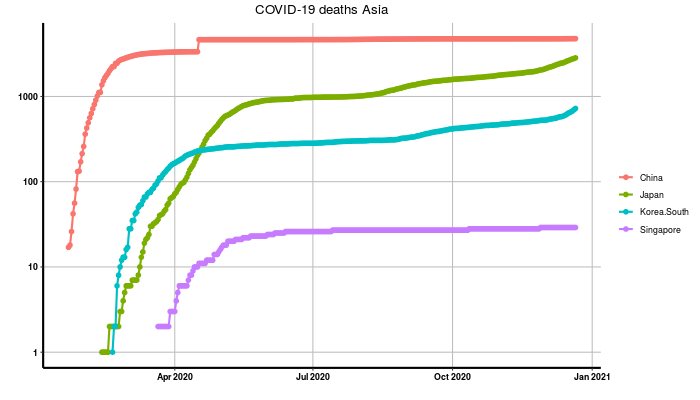 COVID-19 deaths Asia
1000
100
10
1
Apr 2020
Jul 2020
Oct 2020
Jan 2021
China
Japan
Korea.South
Singapore